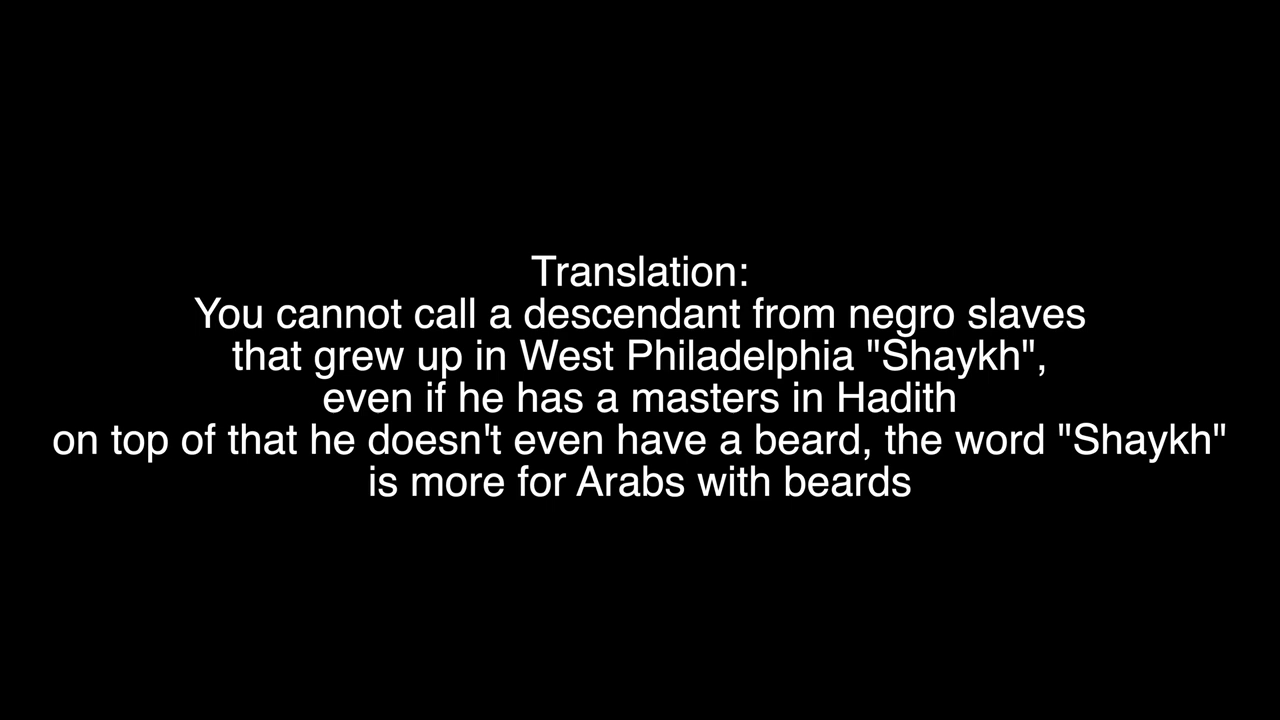 Translation:
You cannot call a descendant from negro slaves
that grew up in West Philadelphia "Shaykh",
even if he has a masters in Hadith
on top of that he doesn't even have a beard, the word "Shaykh"
is more for Arabs with beards